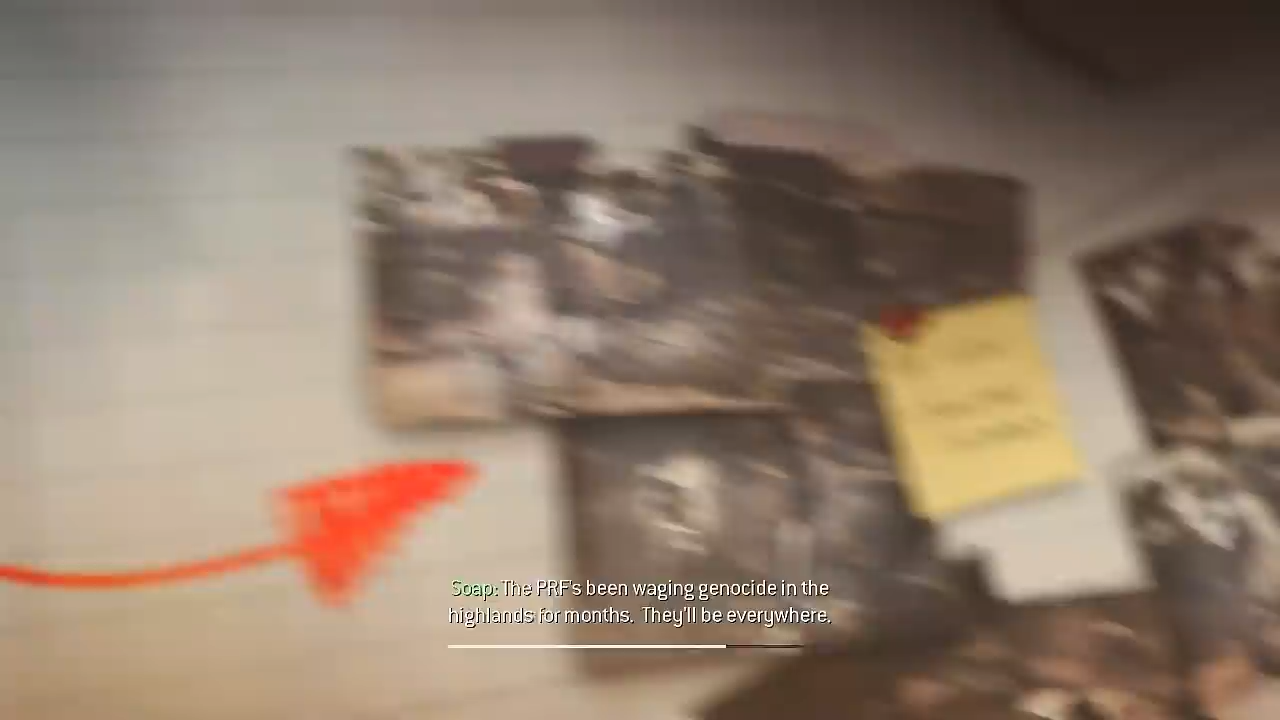 Soap: The PRF's been waging genocide in the
highlands for months. They'll be everywhere.